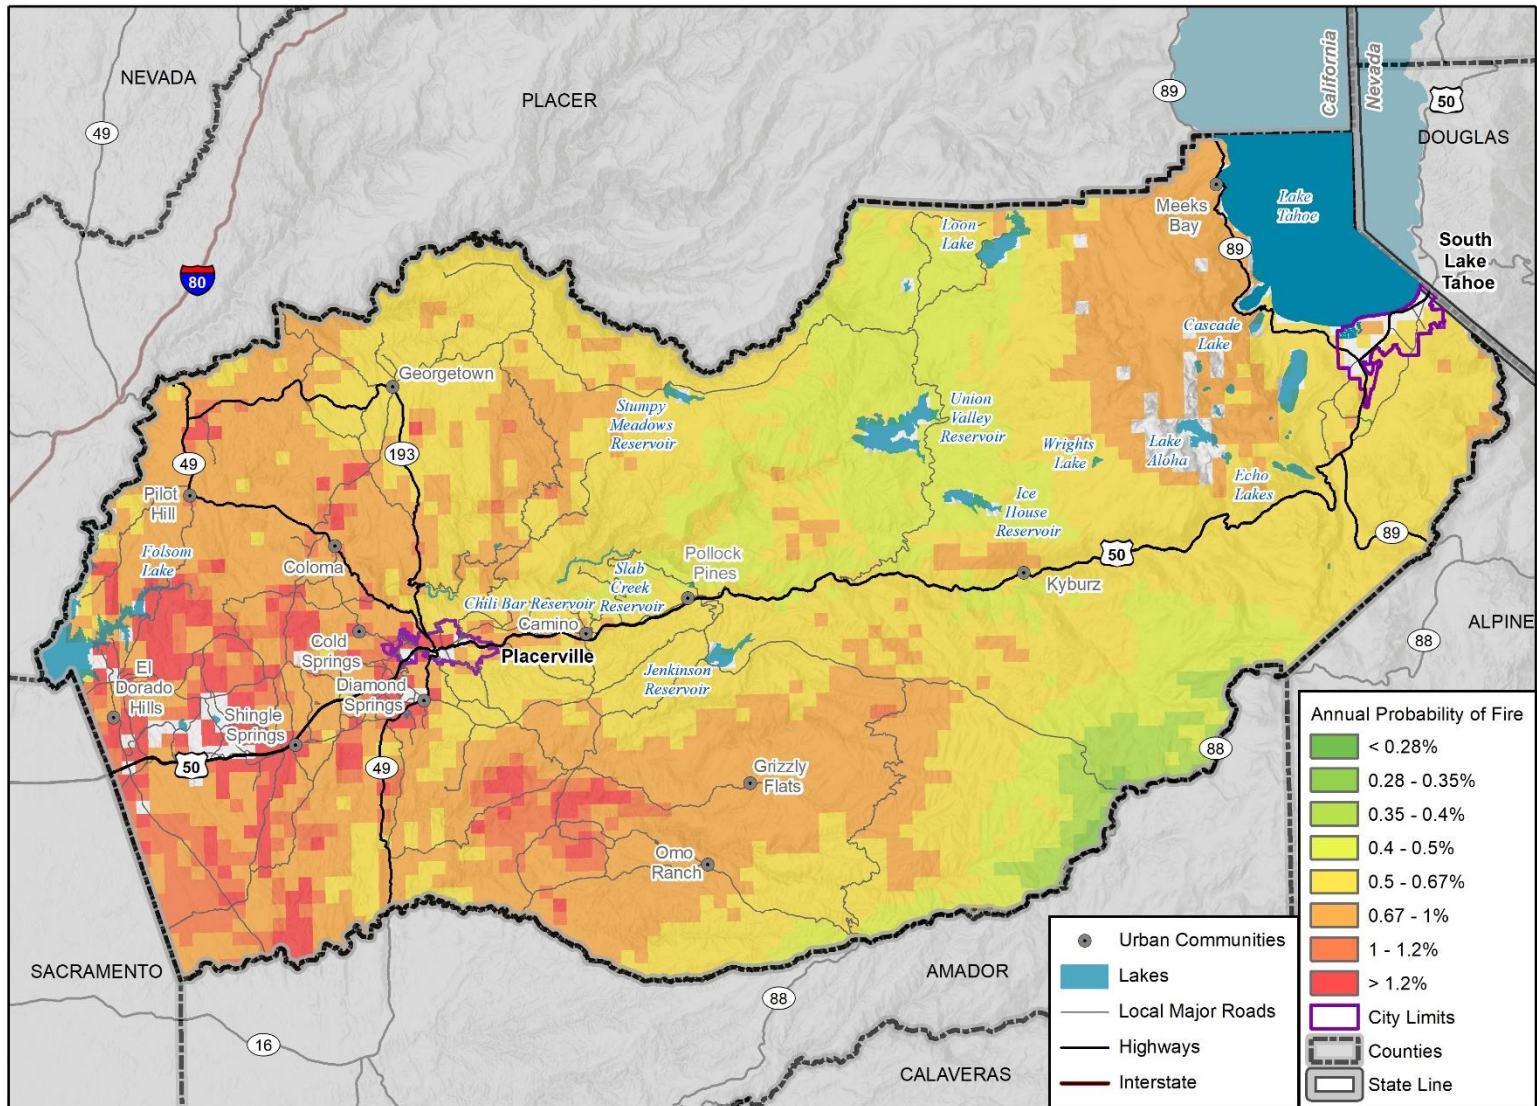 NEVADA
PLACER
California
Nevada
49
89
50
DOUGLAS
80
Meeks
Bay
Lake
Tahoe
Loon
Lake
89
South
Lake
Tahoe
Cascade
Lake
Georgetown
Stumpy
Meadows
Reservoir
Union
Valley
Reservoir
Wrights
Lake
Lake
Aloha
Echo
Lakes
49
193
Pilot
Hill
Ice
House
Reservoir
Folsom
Lake
Coloma
Pollock
Pines
50
89
Slab
Creek
Reservoir
Kyburz
Chili Bar Reservoir
Camino
Cold
Springs
Placerville
88
ALPINE
El
Dorado
Hills
Diamond
Springs
Jenkinson
Reservoir
Shingle
Springs
50
49
88
Grizzly
Flats
Omo
Ranch
SACRAMENTO
AMADOR
88
16
CALAVERAS
Urban Communities
Lakes
Local Major Roads
Highways
Interstate
Annual Probability of Fire
< 0.28%
0.28 - 0.35%
0.35 - 0.4%
0.4 - 0.5%
0.5 - 0.67%
0.67 - 1%
1 - 1.2%
> 1.2%
City Limits
Counties
State Line